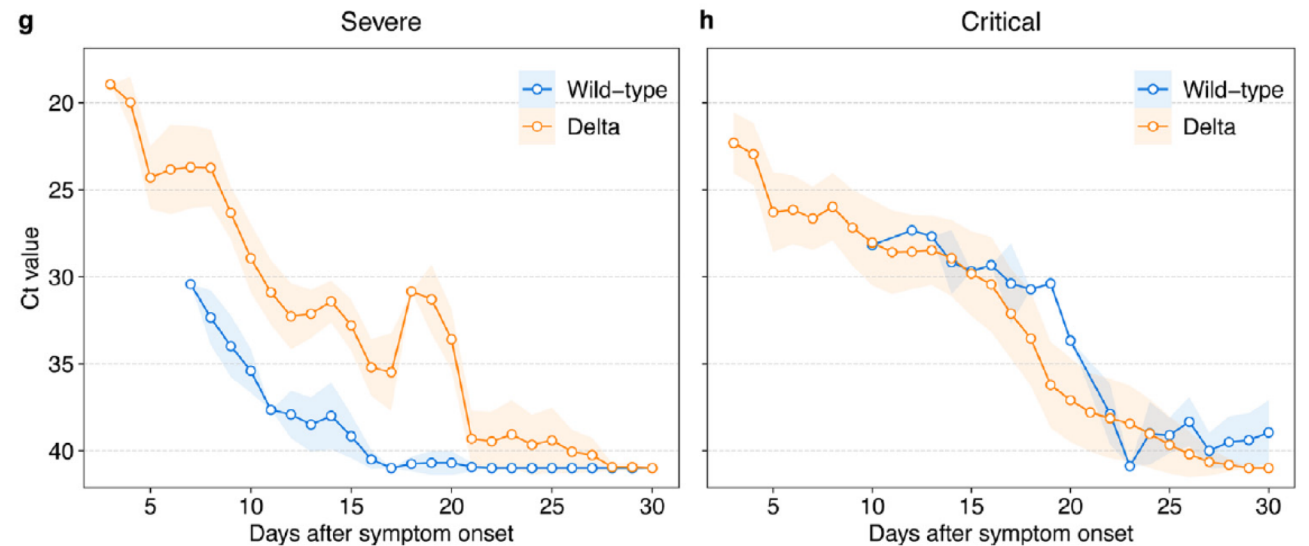 g
Severe
Wild–type
Delta
Ct value
20
25
30
35
40
5 10 15 20 25 30
Days after symptom onset
h
Critical
Wild–type
Delta
5 10 15 20 25 30
Days after symptom onset